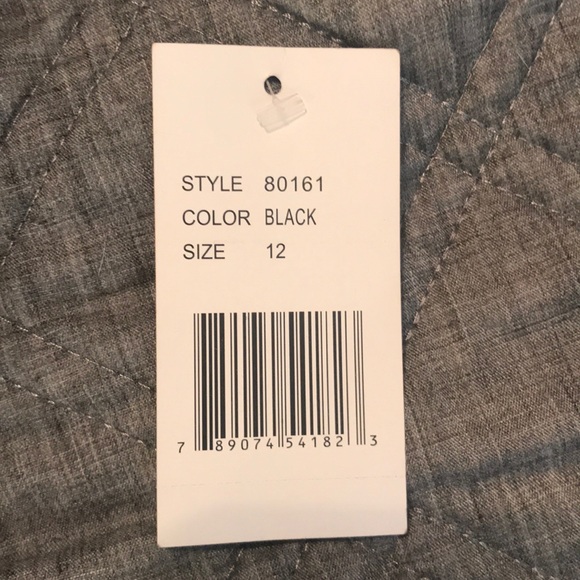 STYLE 80161
COLOR BLACK
SIZE 12
7 89074 54182 3